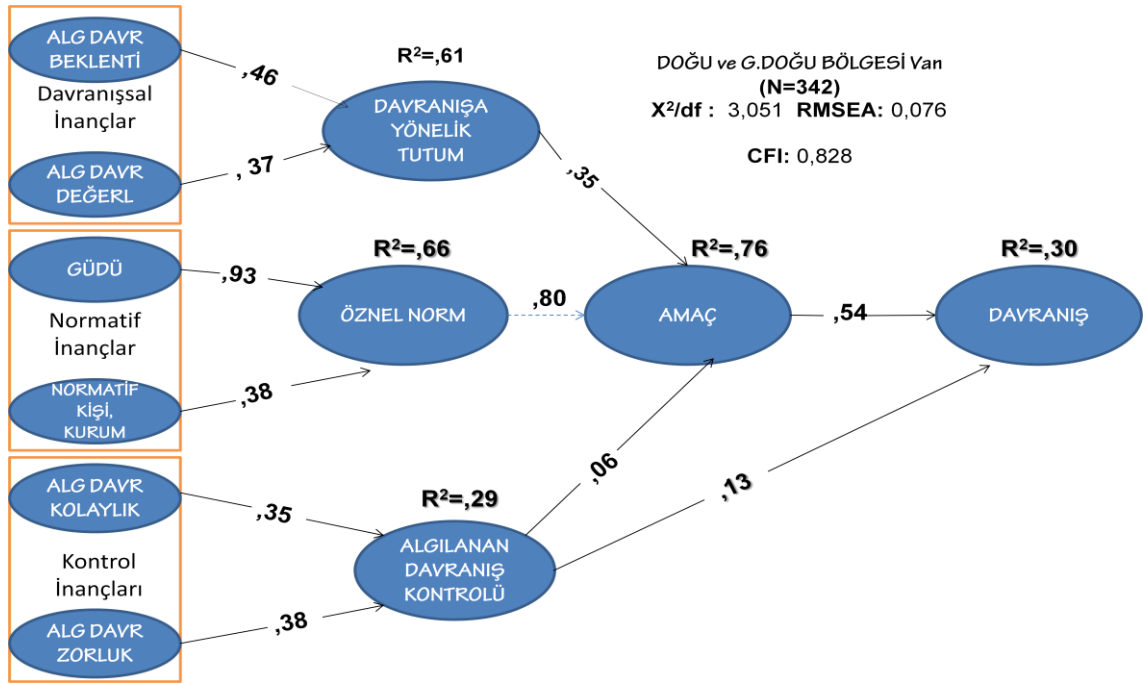 ALG DAVR
BEKLENTİ
Davranışsal
İnançlar
ALG DAVR
DEĞERL
,46
, 37
R²=,61
DAVRANIŞA
YÖNELİK
TUTUM
,35
DOĞU ve G.DOĞU BÖLGESİ Van
(N=342)
X²/df : 3,051 RMSEA: 0,076
CFI: 0,828
GÜDÜ
Normatif
İnançlar
NORMATİF
KİŞİ,
KURUM
,93
,38
R²=,66
ÖZNEL NORM
,80
R²=,76
AMAÇ
,54
R²=,30
DAVRANIŞ
ALG DAVR
KOLAYLIK
Kontrol
İnançları
ALG DAVR
ZORLUK
,35
,38
R²=,29
ALGILANAN
DAVRANIŞ
KONTROLÜ
,06
,13